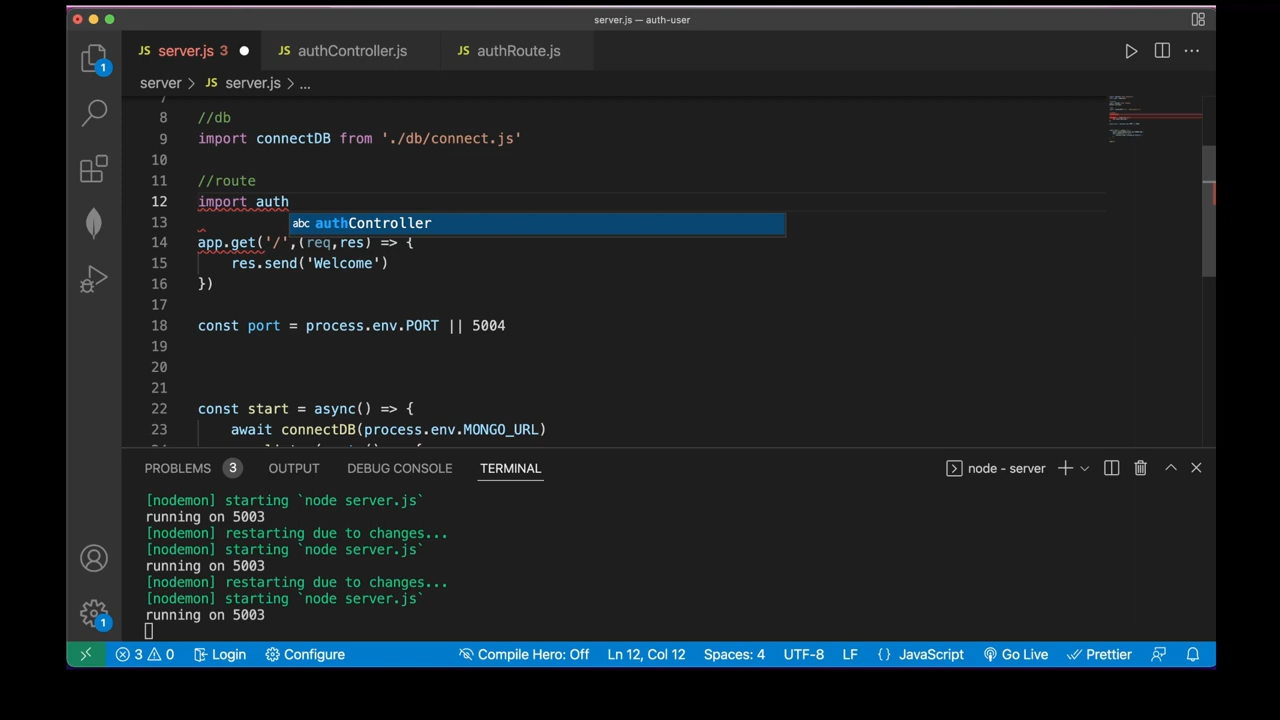 server.js — auth-user
JS server.js 3 JS authController.js JS authRoute.js
server > JS server.js > ...
7
8 //db
9 import connectDB from './db/connect.js'
10
11 //route
12 import auth
abc authController
13
14 app.get('/',(req,res) => {
15 res.send('Welcome')
16 })
17
18 const port = process.env.PORT || 5004
19
20
21
22 const start = async() => {
23 await connectDB(process.env.MONGO_URL)
PROBLEMS 3 OUTPUT DEBUG CONSOLE TERMINAL node - server
[nodemon] starting `node server.js`
running on 5003
[nodemon] restarting due to changes...
[nodemon] starting `node server.js`
running on 5003
[nodemon] restarting due to changes...
[nodemon] starting `node server.js`
running on 5003
1
1
3 0 Login Configure Compile Hero: Off Ln 12, Col 12 Spaces: 4 UTF-8 LF {} JavaScript Go Live Prettier